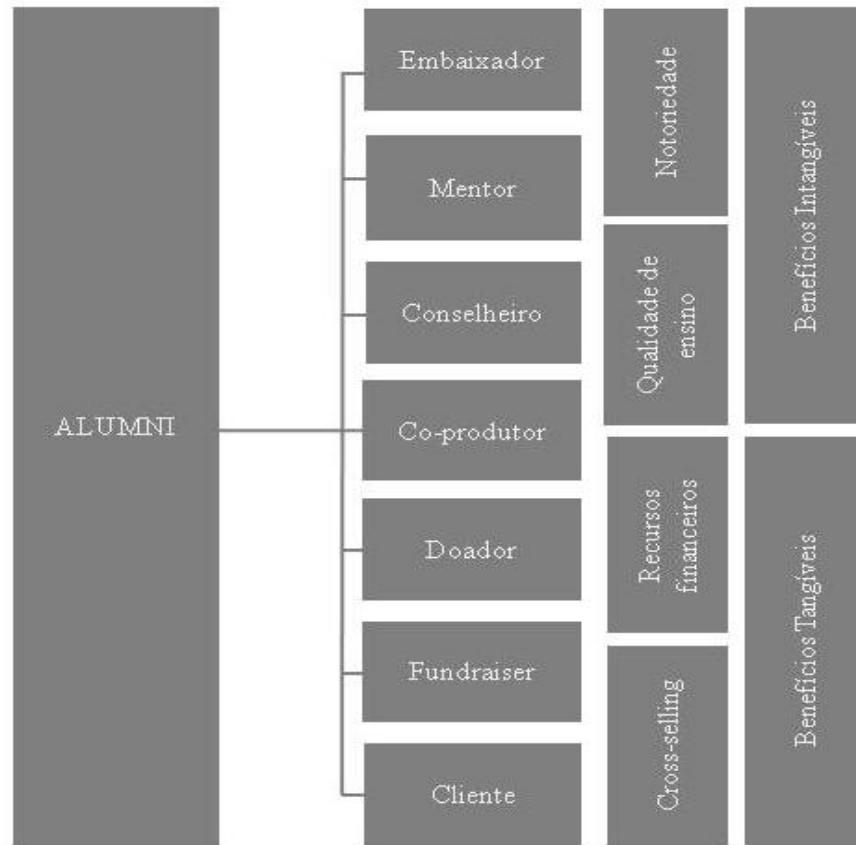 ALUMNI
Embaixador
Mentor
Conselheiro
Co-produtor
Doador
Fundraiser
Cliente
Notoriedade
Qualidade de
ensino
Recursos
financeiros
Cross-selling
Benefícios Intangíveis
Benefícios Tangíveis